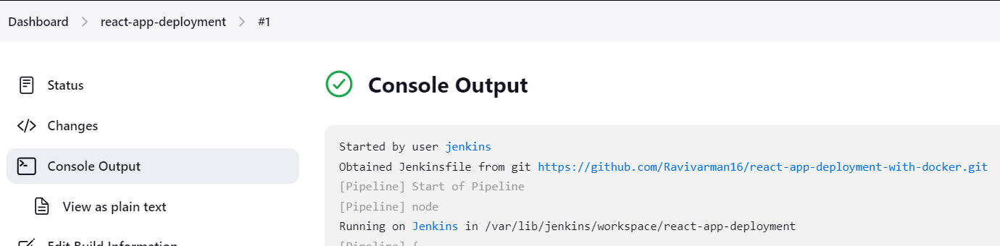 Dashboard > react-app-deployment > #1
Status
Changes
Console Output
View as plain text
Edit Build Information
Console Output
Started by user jenkins
Obtained Jenkinsfile from git https://github.com/Ravivarman16/react-app-deployment-with-docker.git
[Pipeline] Start of Pipeline
[Pipeline] node
Running on Jenkins in /var/lib/jenkins/workspace/react-app-deployment
[Pipeline] {